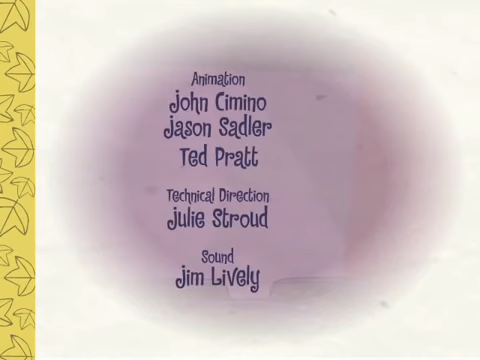 Animation
john Cimino
jason Sadler
Ted Pratt
Technical Direction
julie Stroud
Sound
jim Lively